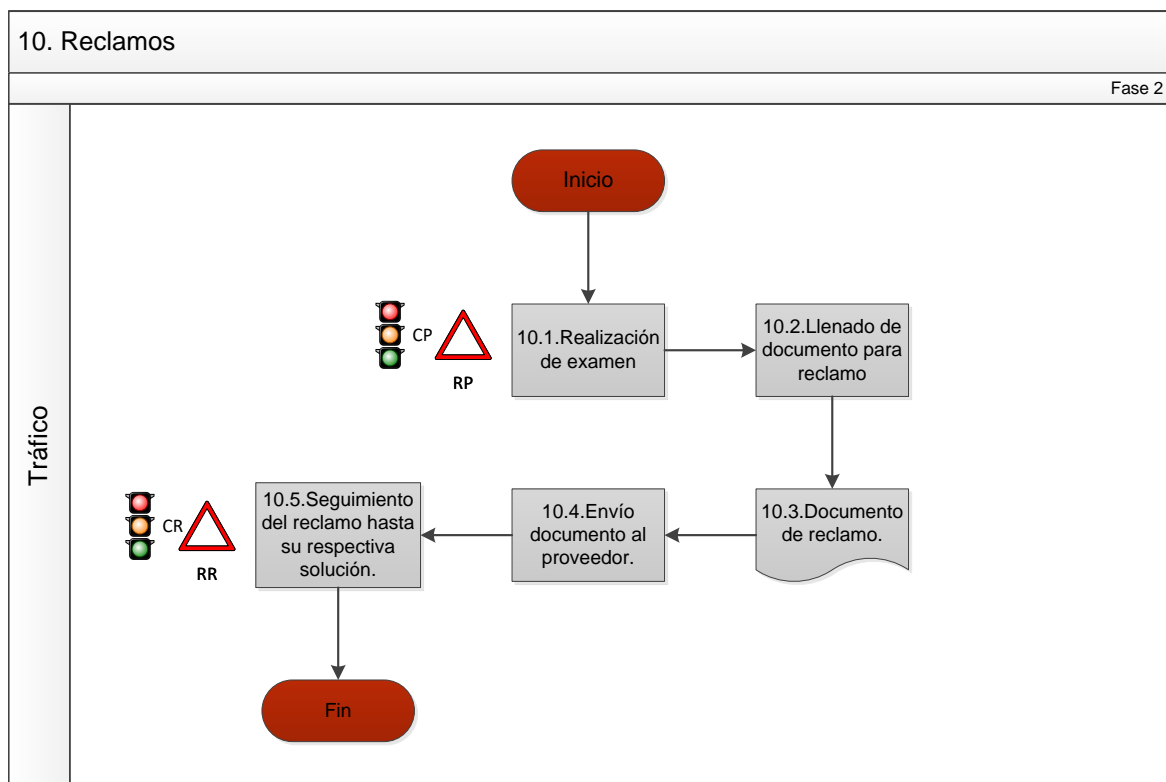 10. Reclamos
Fase 2
Tráfico
Inicio
CP
RP
10.1.Realización
de examen
10.2.Llenado de
documento para
reclamo
10.3.Documento
de reclamo.
10.4.Envío
documento al
proveedor.
10.5.Seguimiento
del reclamo hasta
su respectiva
solución.
CR
RR
Fin